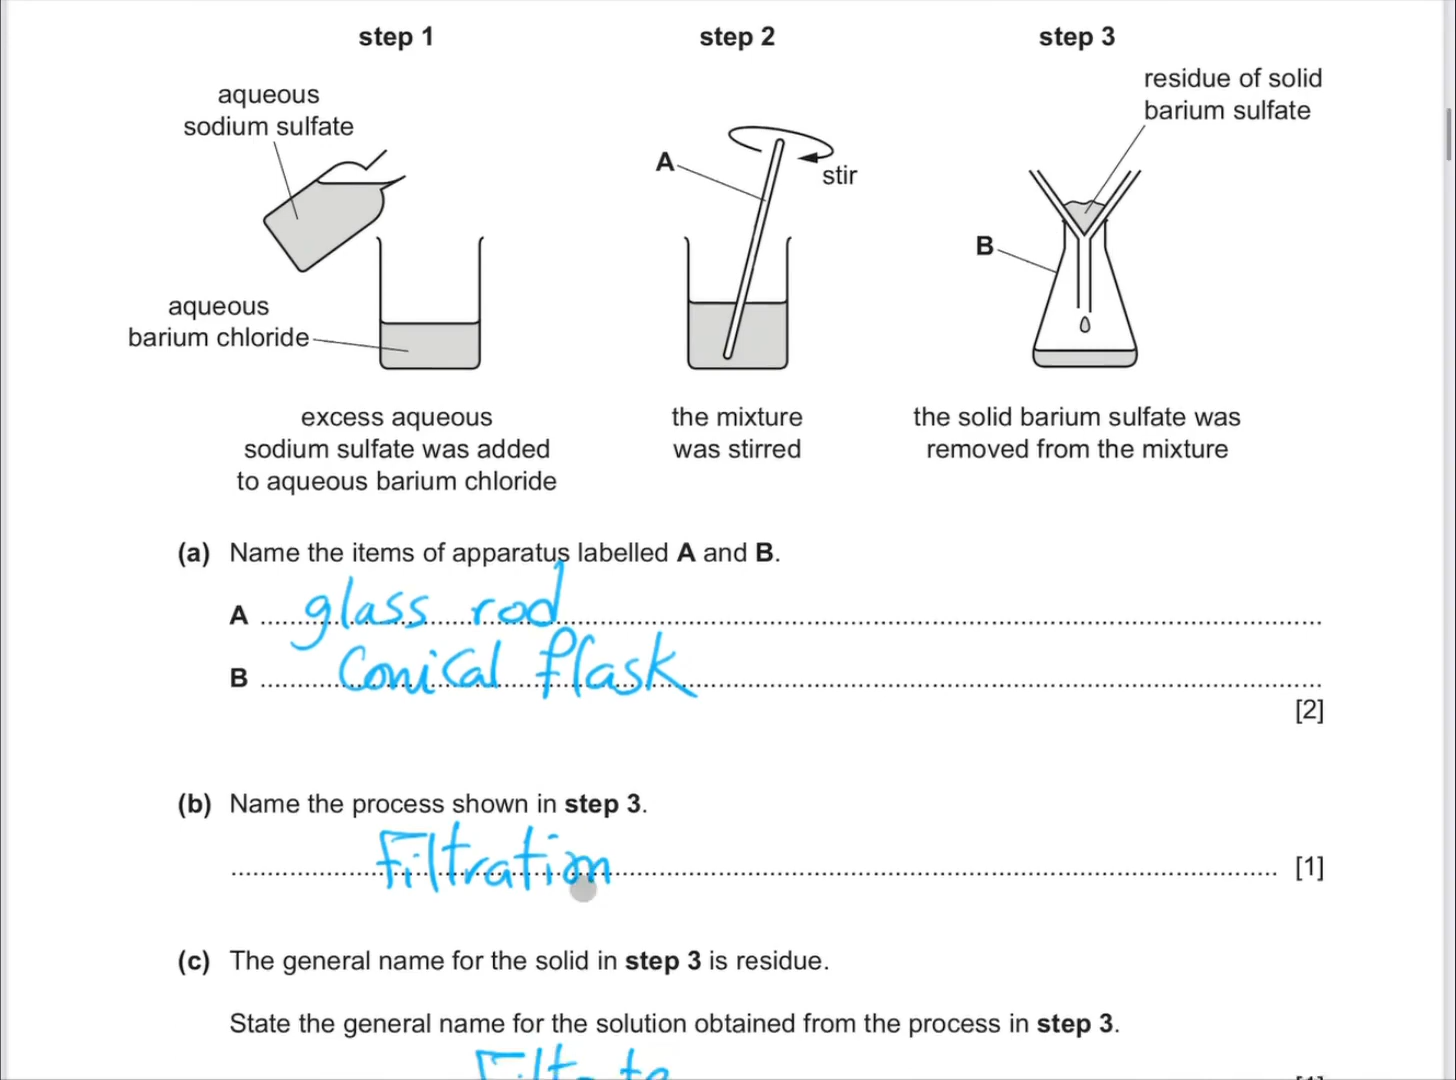 step 1
step 2
step 3
aqueous
sodium sulfate
A
stir
residue of solid
barium sulfate
B
aqueous
barium chloride
excess aqueous
sodium sulfate was added
to aqueous barium chloride
the mixture
was stirred
the solid barium sulfate was
removed from the mixture
(a) Name the items of apparatus labelled A and B.
A glass rod
B Conical flask
[2]
(b) Name the process shown in step 3.
Filtration [1]
(c) The general name for the solid in step 3 is residue.
State the general name for the solution obtained from the process in step 3.